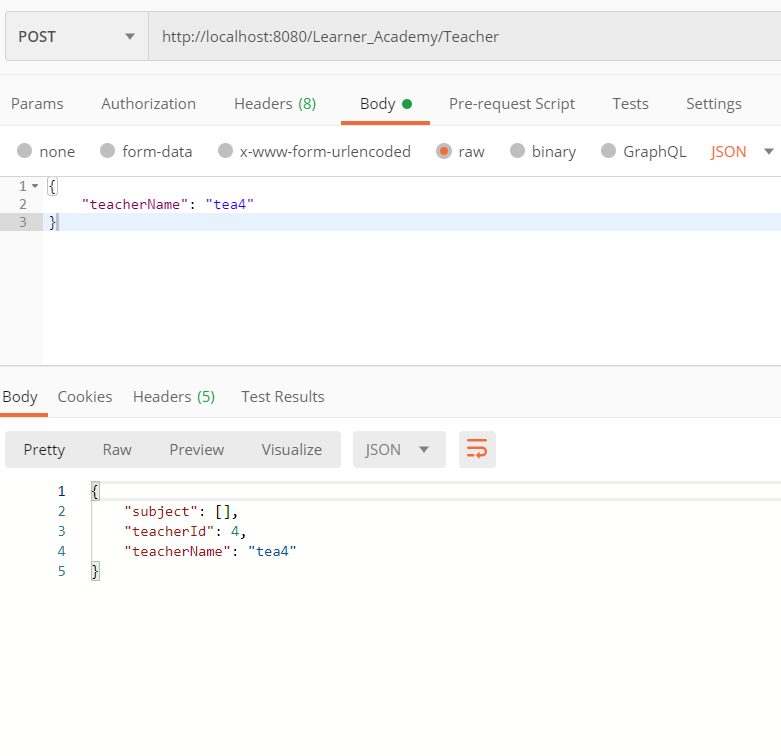 POST http://localhost:8080/Learner_Academy/Teacher
Params Authorization Headers (8) Body Pre-request Script Tests Settings
none form-data x-www-form-urlencoded raw binary GraphQL JSON
1 {
2 "teacherName": "tea4"
3 }
Body Cookies Headers (5) Test Results
Pretty Raw Preview Visualize JSON
1 {
2 "subject": [],
3 "teacherId": 4,
4 "teacherName": "tea4"
5 }